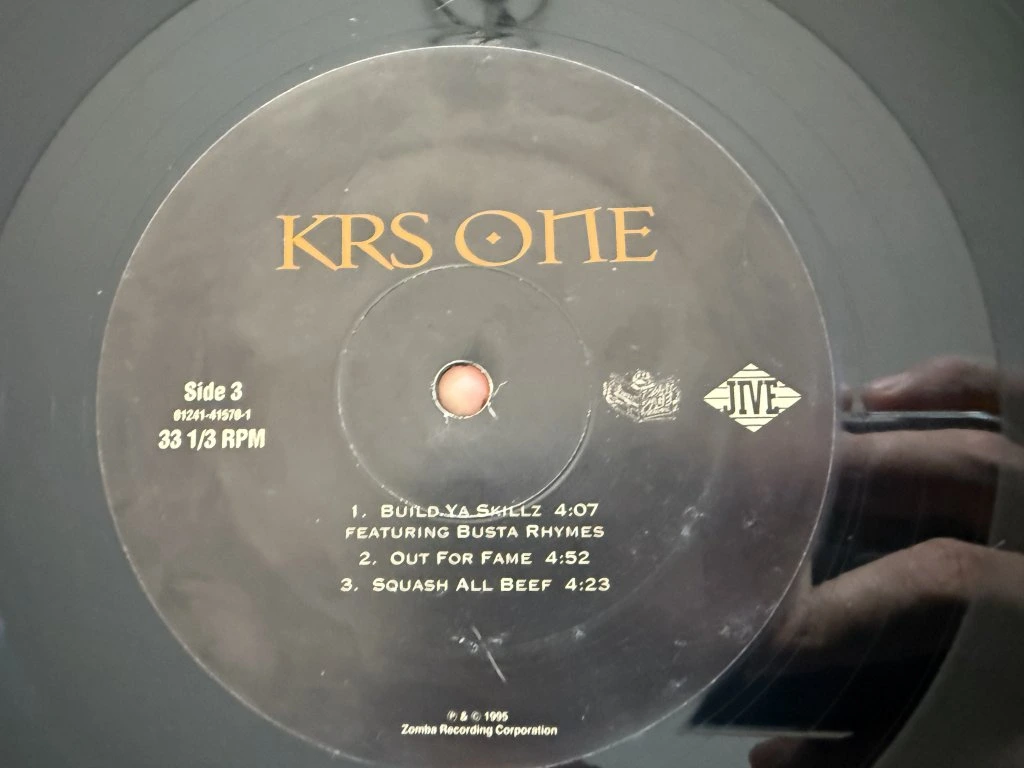 KRS ONE
Side 3
01241-41570-1
33 1/3 RPM
JIVE
1. BUILD YA SKILLZ 4:07
FEATURING BUSTA RHYMES
2. OUT FOR FAME 4:52
3. SQUASH ALL BEEF 4:23
℗ & © 1995
Zomba Recording Corporation